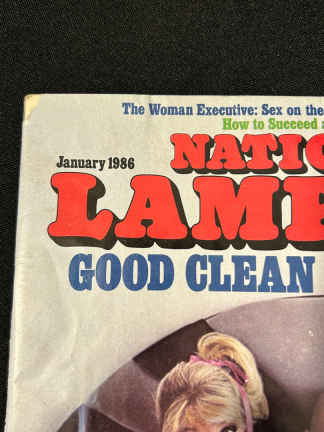 The Woman Executive: Sex on the
How to Succeed
January 1986
NATIO
LAMP
GOOD CLEAN